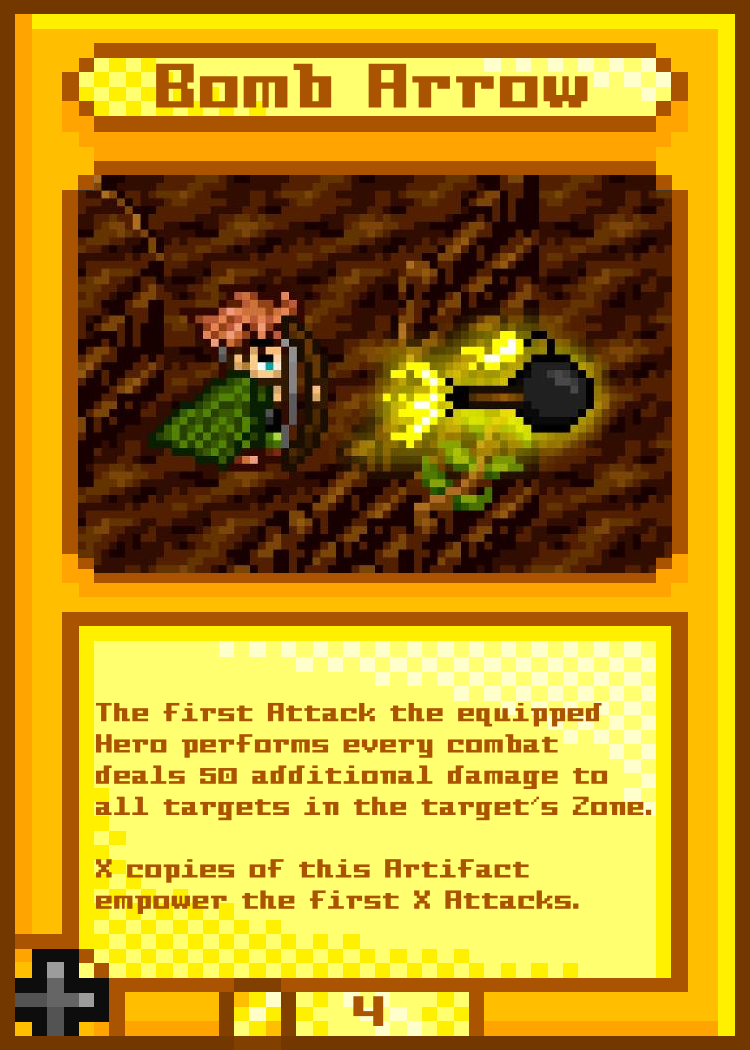 Bomb Arrow
The first Attack the equipped
Hero performs every combat
deals 50 additional damage to
all targets in the target's Zone.
X copies of this Artifact
empower the first X Attacks.
4